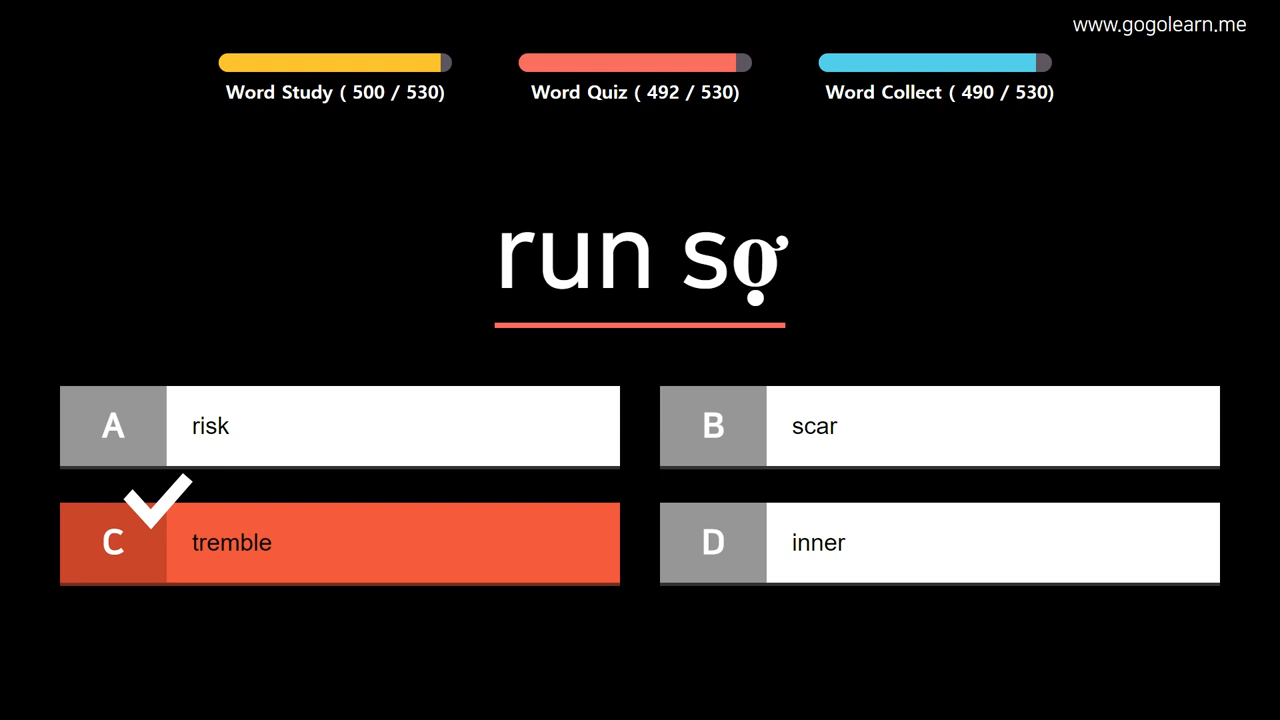 www.gogolearn.me
Word Study ( 500 / 530)
Word Quiz ( 492 / 530)
Word Collect ( 490 / 530)
run sợ
A
risk
B
scar
C
tremble
D
inner